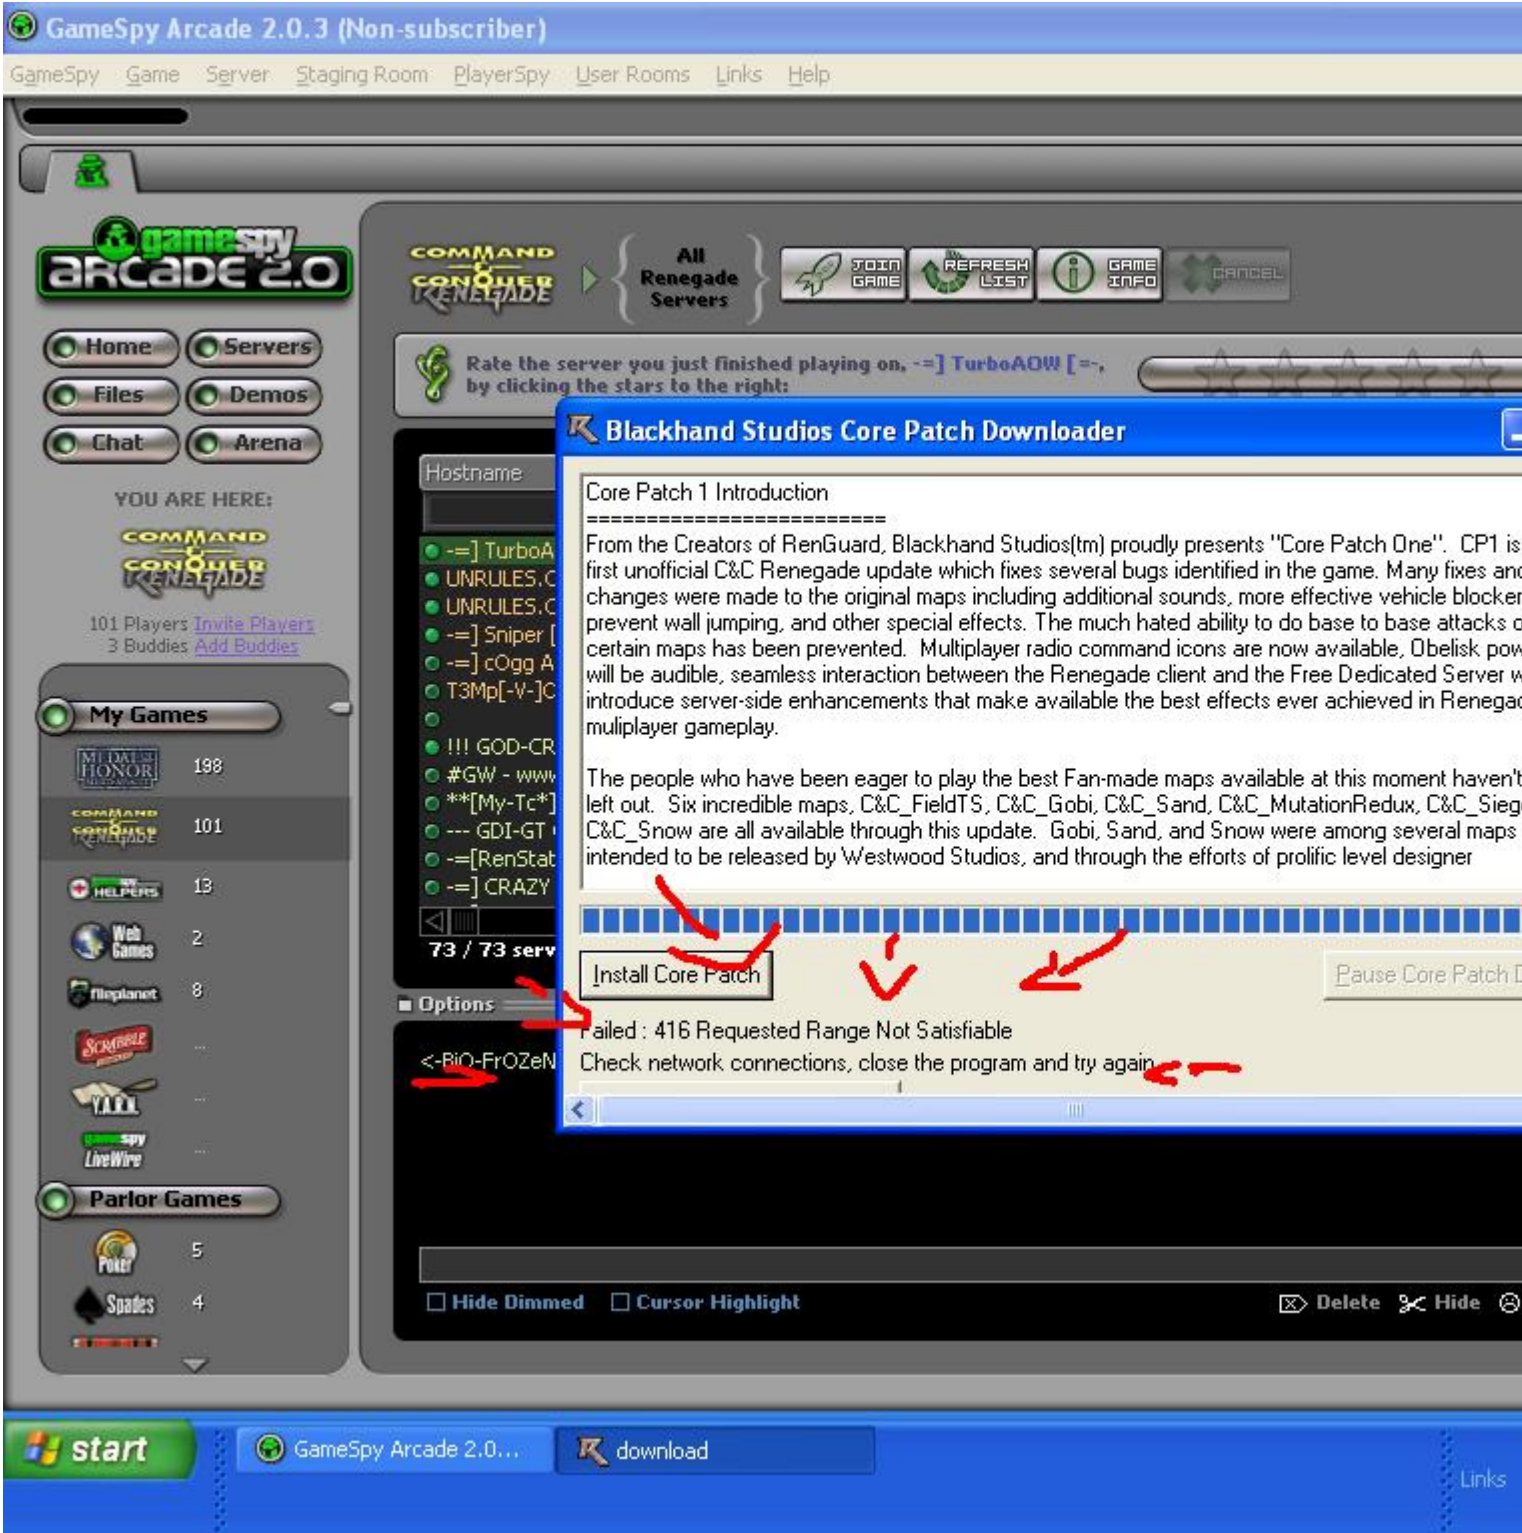 GameSpy Arcade 2.0.3 (Non-subscriber)
GameSpy Game Server Staging Room PlayerSpy User Rooms Links Help
gamespy
ARCADE 2.0
Home Servers
Files Demos
Chat Arena
YOU ARE HERE:
COMMAND
&
CONQUER
RENEGADE
101 Players Invite Players
3 Buddies Add Buddies
My Games
MEDAL OF
HONOR
198
COMMAND
&
CONQUER
RENEGADE
101
HELPERS 13
Web
Games
2
fileplanet 8
SCRABBLE ...
Y.A.R.N. ...
gamespy
LiveWire
...
Parlor Games
Poker 5
Spades 4
COMMAND
&
CONQUER
RENEGADE
All
Renegade
Servers
JOIN
GAME
REFRESH
LIST
GAME
INFO
CANCEL
Rate the server you just finished playing on, -=] TurboAOW [=-,
by clicking the stars to the right:
Hostname
-=] TurboA
UNRULES.C
UNRULES.C
-=] Sniper [
-=] cOgg A
T3Mp[-V-]C
!!! GOD-CR
#GW - www
**[My-Tc*]
--- GDI-GT
-=[RenStat
-=] CRAZY
73 / 73 serv
Options
<-BiO-FrOZeN
Blackhand Studios Core Patch Downloader
Core Patch 1 Introduction
=========================
From the Creators of RenGuard, Blackhand Studios(tm) proudly presents "Core Patch One". CP1 is
first unofficial C&C Renegade update which fixes several bugs identified in the game. Many fixes and
changes were made to the original maps including additional sounds, more effective vehicle blocker
prevent wall jumping, and other special effects. The much hated ability to do base to base attacks o
certain maps has been prevented. Multiplayer radio command icons are now available, Obelisk pow
will be audible, seamless interaction between the Renegade client and the Free Dedicated Server w
introduce server-side enhancements that make available the best effects ever achieved in Renegad
muliplayer gameplay.
The people who have been eager to play the best Fan-made maps available at this moment haven't
left out. Six incredible maps, C&C_FieldTS, C&C_Gobi, C&C_Sand, C&C_MutationRedux, C&C_Sieg
C&C_Snow are all available through this update. Gobi, Sand, and Snow were among several maps
intended to be released by Westwood Studios, and through the efforts of prolific level designer
Install Core Patch
Pause Core Patch D
Failed : 416 Requested Range Not Satisfiable
Check network connections, close the program and try again
Hide Dimmed Cursor Highlight
Delete Hide
start
GameSpy Arcade 2.0...
download
Links